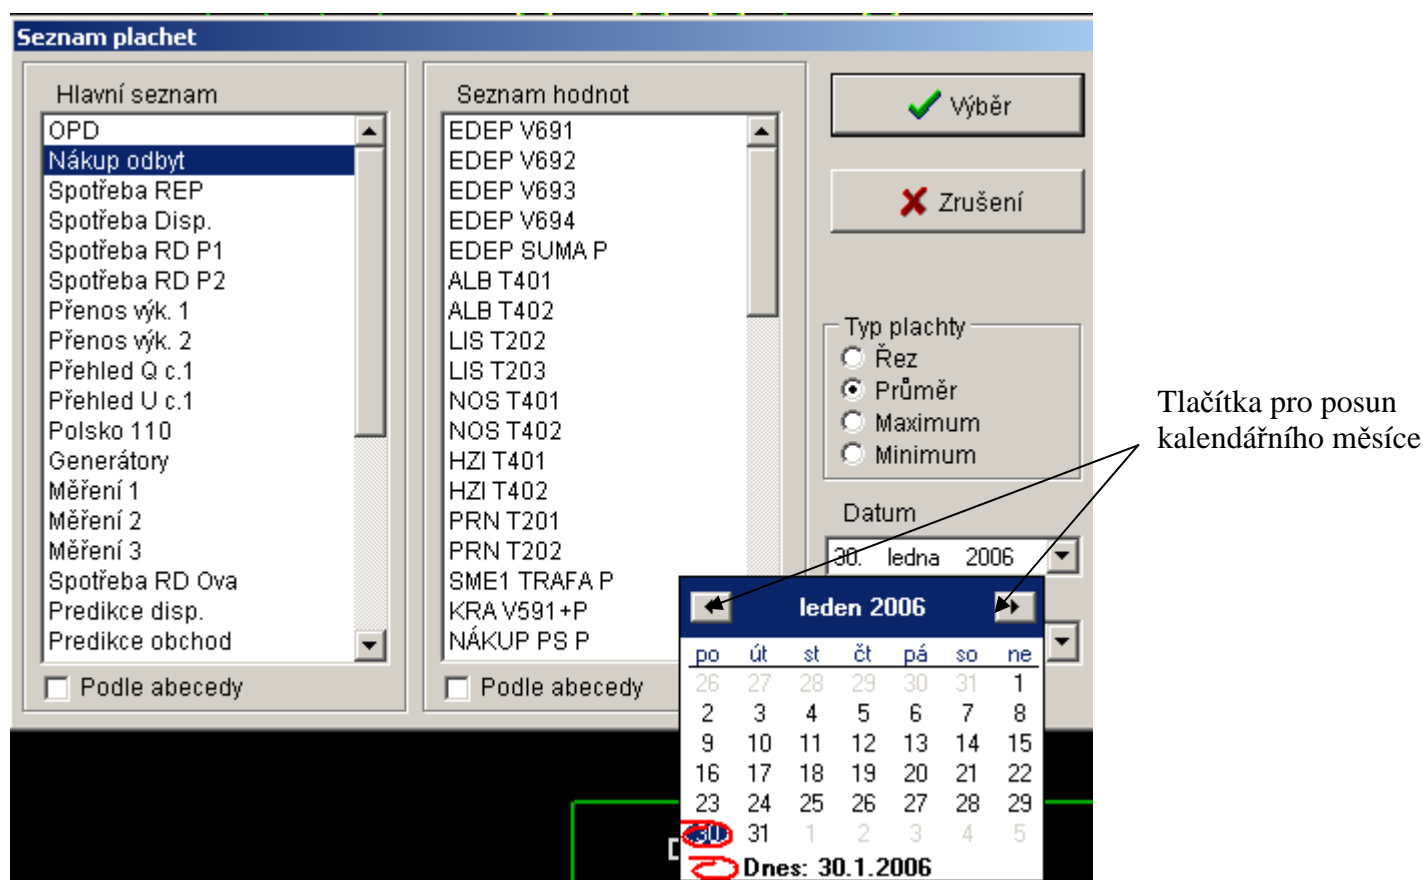 Seznam plachet
Hlavní seznam
OPD
Nákup odbyt
Spotřeba REP
Spotřeba Disp.
Spotřeba RD P1
Spotřeba RD P2
Přenos výk. 1
Přenos výk. 2
Přehled Q c.1
Přehled U c.1
Polsko 110
Generátory
Měření 1
Měření 2
Měření 3
Spotřeba RD Ova
Predikce disp.
Predikce obchod
Podle abecedy
Seznam hodnot
EDEP V691
EDEP V692
EDEP V693
EDEP V694
EDEP SUMA P
ALB T401
ALB T402
LIS T202
LIS T203
NOS T401
NOS T402
HZI T401
HZI T402
PRN T201
PRN T202
SME1 TRAFA P
KRA V591+P
NÁKUP PS P
Podle abecedy
Výběr
Zrušení
Typ plachty
Řez
Průměr
Maximum
Minimum
Datum
30. ledna 2006
leden 2006
po út st čt pá so ne
26 27 28 29 30 31 1
2 3 4 5 6 7 8
9 10 11 12 13 14 15
16 17 18 19 20 21 22
23 24 25 26 27 28 29
30 31 1 2 3 4 5
Dnes: 30.1.2006
Tlačítka pro posun
kalendářního měsíce